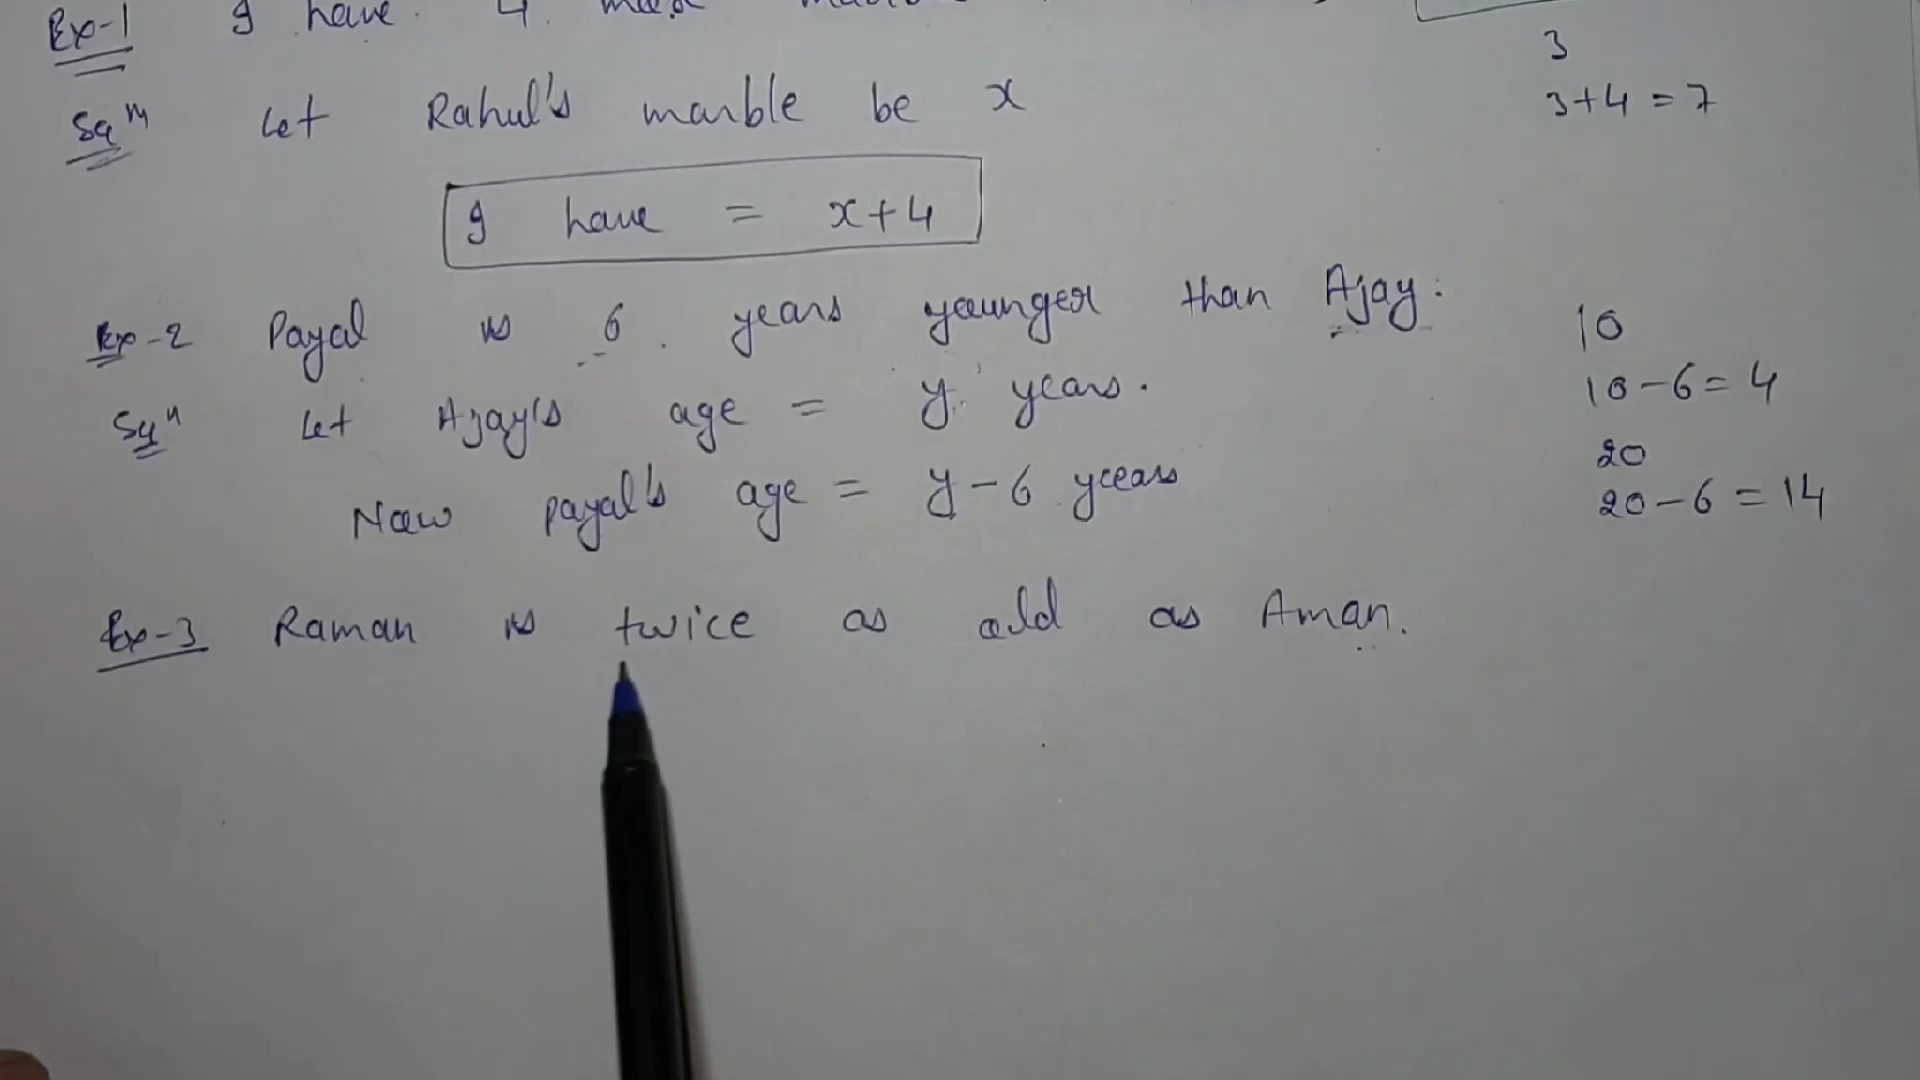 Ex-1 I have 4
3
Solⁿ Let Rahul's marble be x
3+4 = 7
I have = x+4
Ex-2 Payal is 6 years younger than Ajay.
10
Solⁿ Let Ajay's age = y years.
10-6 = 4
20
Now payal's age = y-6 years
20-6 = 14
Ex-3 Raman is twice as old as Aman.